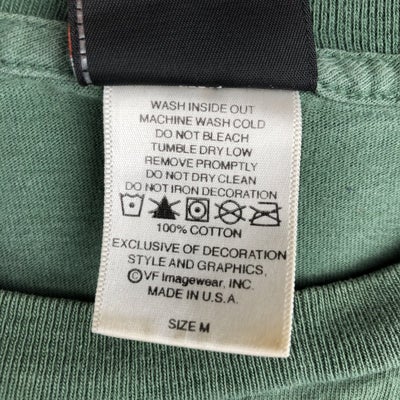 WASH INSIDE OUT
MACHINE WASH COLD
DO NOT BLEACH
TUMBLE DRY LOW
REMOVE PROMPTLY
DO NOT DRY CLEAN
DO NOT IRON DECORATION
100% COTTON
EXCLUSIVE OF DECORATION
STYLE AND GRAPHICS,
©VF Imagewear, INC.
MADE IN U.S.A.
SIZE M